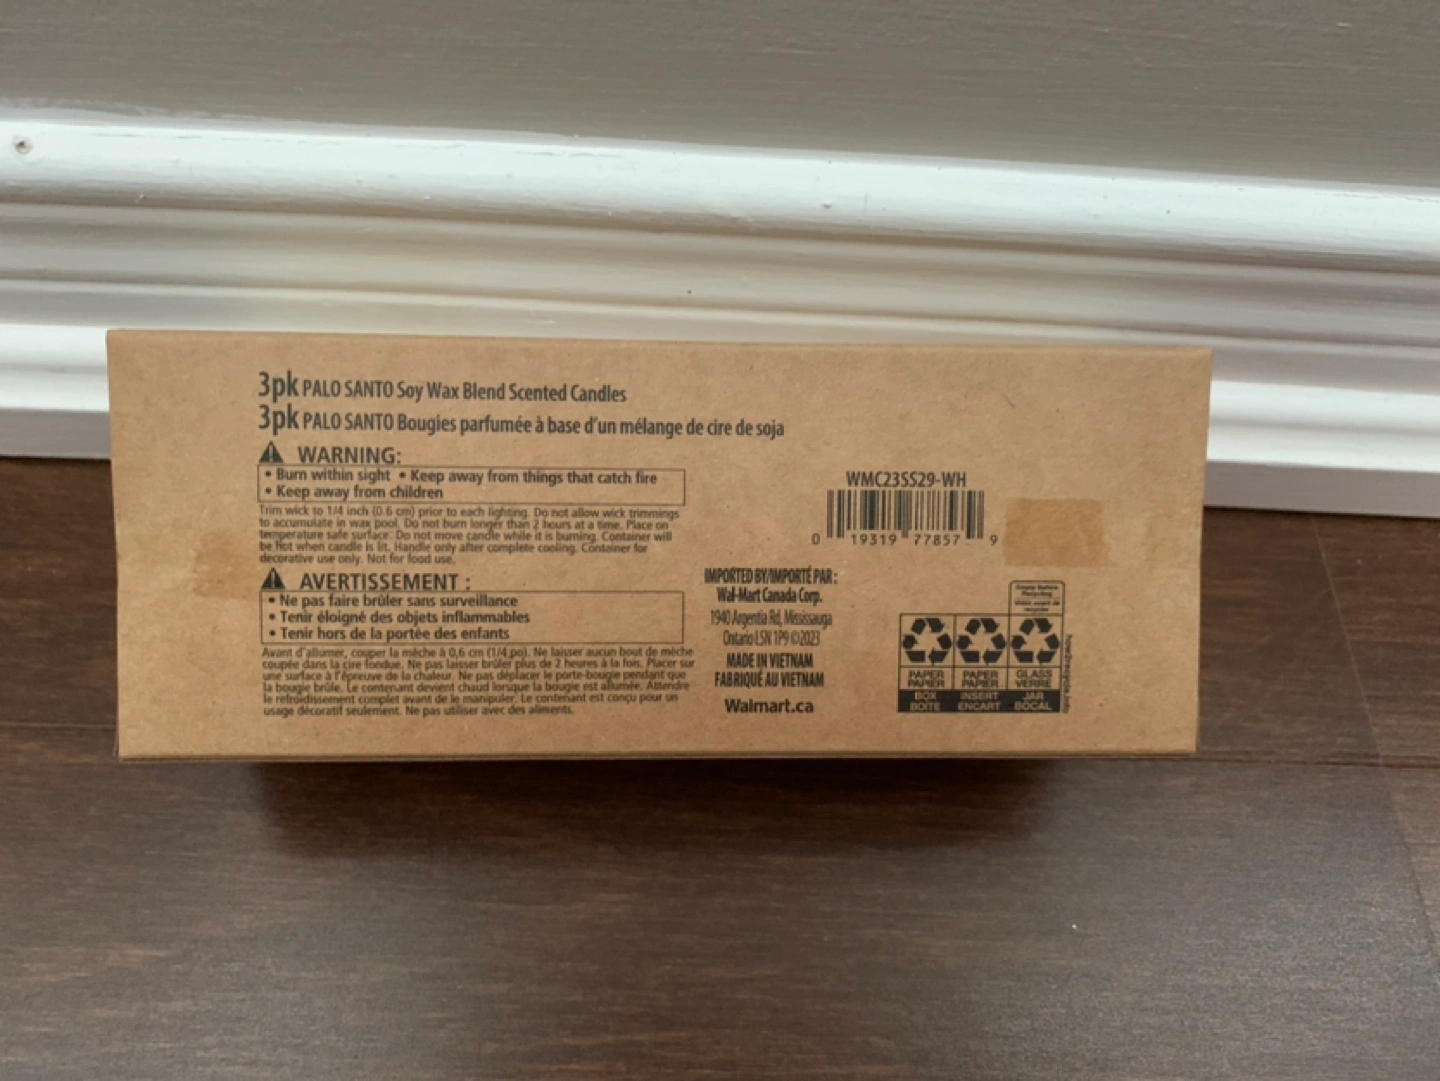 3pk PALO SANTO Soy Wax Blend Scented Candles
3pk PALO SANTO Bougies parfumée à base d'un mélange de cire de soja
WARNING:
• Burn within sight • Keep away from things that catch fire
• Keep away from children
Trim wick to 1/4 inch (0.6 cm) prior to each lighting. Do not allow wick trimmings
to accumulate in wax pool. Do not burn longer than 2 hours at a time. Place on
temperature safe surface. Do not move candle while it is burning. Container will
be hot when candle is lit. Handle only after complete cooling. Container for
decorative use only. Not for food use.
AVERTISSEMENT :
• Ne pas faire brûler sans surveillance
• Tenir éloigné des objets inflammables
• Tenir hors de la portée des enfants
Avant d'allumer, couper la mèche à 0,6 cm (1/4 po). Ne laisser aucun bout de mèche
coupée dans la cire fondue. Ne pas laisser brûler plus de 2 heures à la fois. Placer sur
une surface à l'épreuve de la chaleur. Ne pas déplacer le porte-bougie pendant que
la bougie brûle. Le contenant devient chaud lorsque la bougie est allumée. Attendre
le refroidissement complet avant de le manipuler. Le contenant est conçu pour un
usage décoratif seulement. Ne pas utiliser avec des aliments.
IMPORTED BY/IMPORTÉ PAR :
Wal-Mart Canada Corp.
1940 Argentia Rd, Mississauga
Ontario L5N 1P9 ©2023
MADE IN VIETNAM
FABRIQUÉ AU VIETNAM
Walmart.ca
WMC23SS29-WH
0 19319 77857 9
Empty Before
Recycling
Vider avant de
recycler
PAPER PAPER GLASS
PAPIER PAPIER VERRE
BOX INSERT JAR
BOÎTE ENCART BOCAL
how2recycle.info